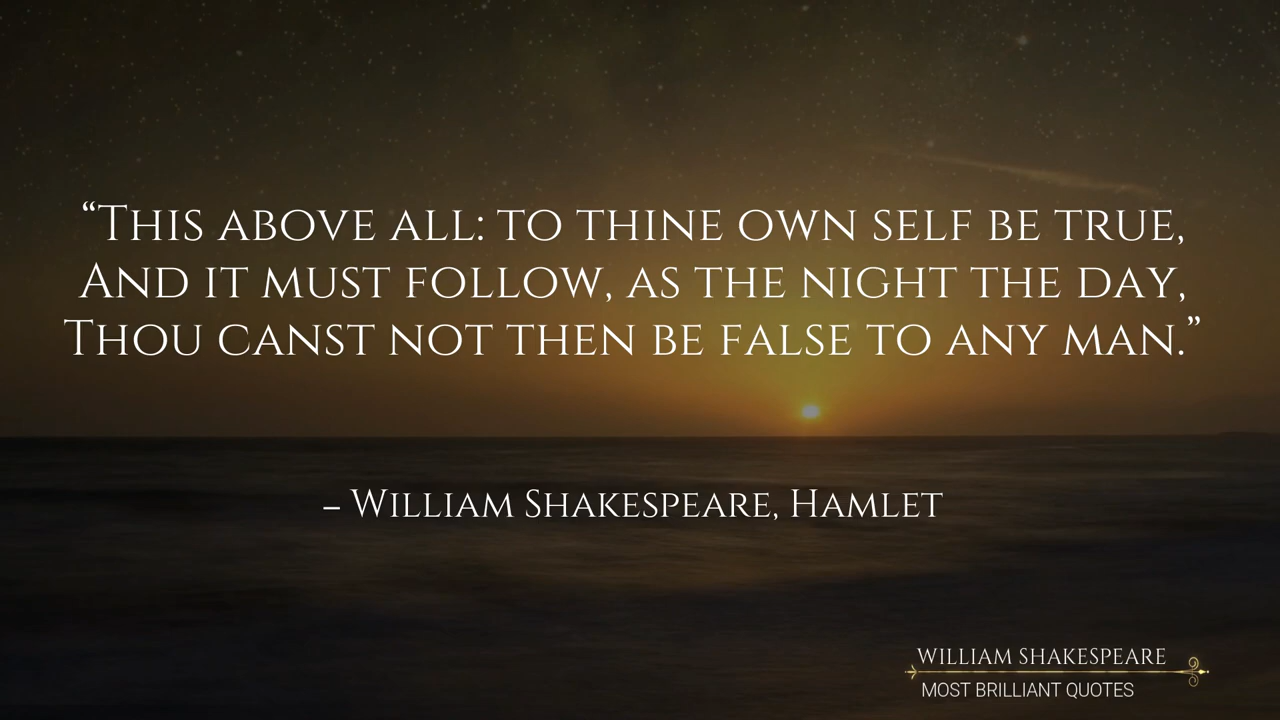 “This above all: to thine own self be true,
And it must follow, as the night the day,
Thou canst not then be false to any man.”
– William Shakespeare, Hamlet
WILLIAM SHAKESPEARE
MOST BRILLIANT QUOTES